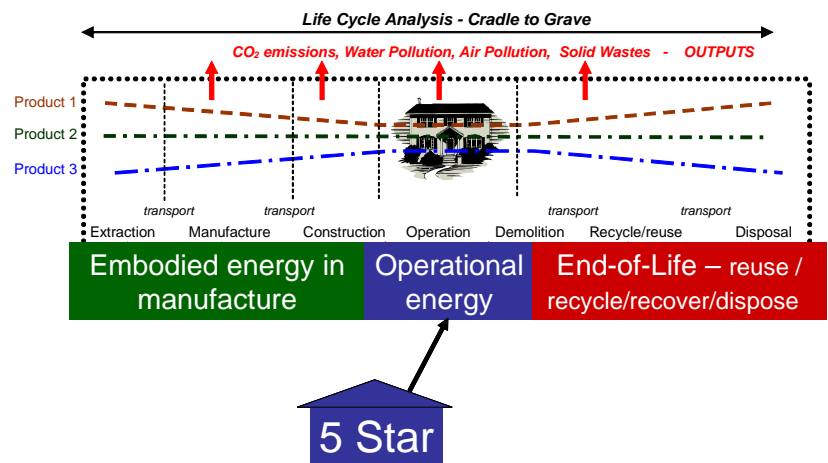 Life Cycle Analysis - Cradle to Grave
CO₂ emissions, Water Pollution, Air Pollution, Solid Wastes - OUTPUTS
Product 1
Product 2
Product 3
transport transport transport transport
Extraction Manufacture Construction Operation Demolition Recycle/reuse Disposal
Embodied energy in
manufacture
Operational
energy
End-of-Life – reuse /
recycle/recover/dispose
5 Star